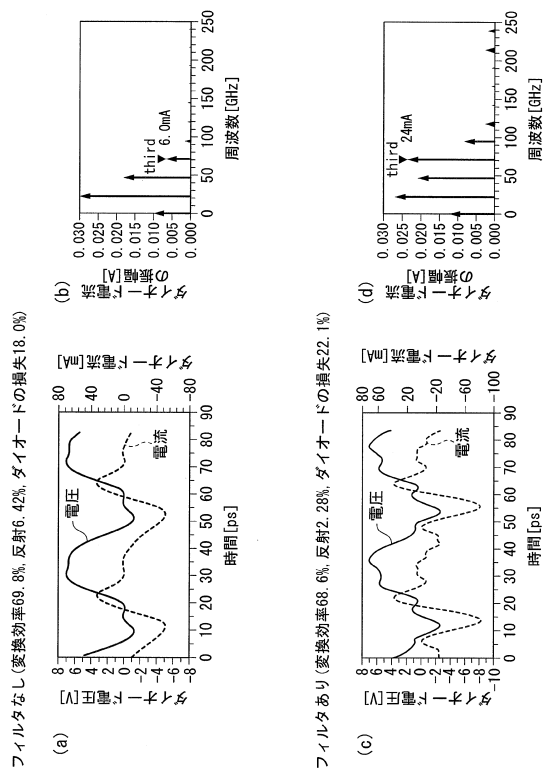 フィルタなし(変換効率69.8%, 反射6.42%, ダイオードの損失18.0%)
(a)
ダイオード電圧[V]
8
6
4
2
0
-2
-4
-6
-8
電圧
電流
80
40
0
-40
-80
ダイオード電流[mA]
0 10 20 30 40 50 60 70 80 90
時間[ps]
(b)
ダイオード電流
の振幅[A]
0.030
0.025
0.020
0.015
0.010
0.005
0.000
third
6.0mA
0 50 100 150 200 250
周波数[GHz]
フィルタあり(変換効率68.6%, 反射2.28%, ダイオードの損失22.1%)
(c)
ダイオード電圧[V]
8
6
4
2
0
-2
-4
-6
-8
-10
電圧
電流
80
60
20
-20
-60
-100
ダイオード電流[mA]
0 10 20 30 40 50 60 70 80 90
時間[ps]
(d)
ダイオード電流
の振幅[A]
0.030
0.025
0.020
0.015
0.010
0.005
0.000
third
24mA
0 50 100 150 200 250
周波数[GHz]